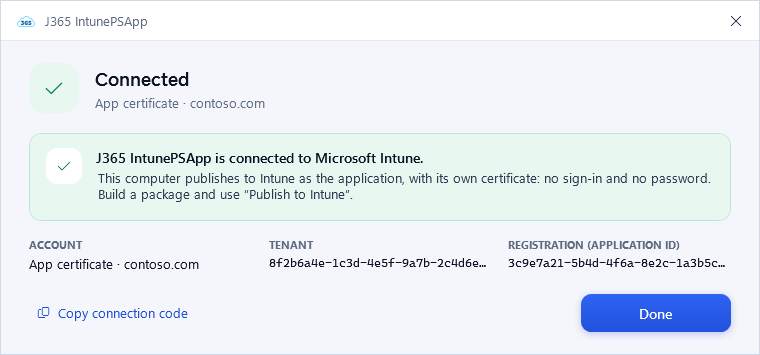 365 J365 IntunePSApp
Connected
App certificate · contoso.com
J365 IntunePSApp is connected to Microsoft Intune.
This computer publishes to Intune as the application, with its own certificate: no sign-in and no password.
Build a package and use “Publish to Intune”.
ACCOUNT TENANT REGISTRATION (APPLICATION ID)
App certificate · contoso.com 8f2b6a4e-1c3d-4e5f-9a7b-2c4d6e… 3c9e7a21-5b4d-4f6a-8e2c-1a3b5c…
Copy connection code Done